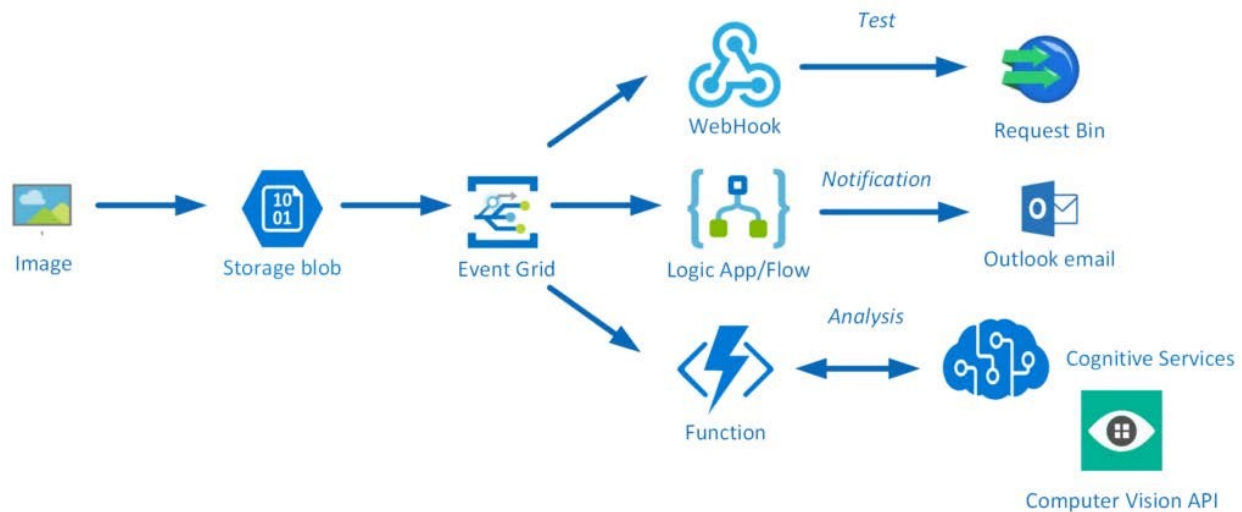 Test
WebHook
Request Bin
Image
10
01
Storage blob
Event Grid
Logic App/Flow
Notification
O
Outlook email
Analysis
Function
Cognitive Services
Computer Vision API